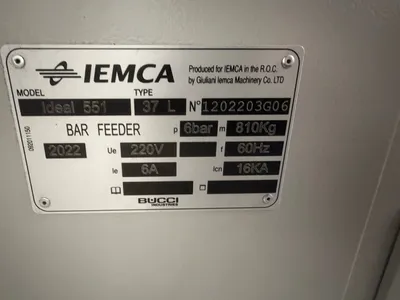 IEMCA
Produced for IEMCA in the R.O.C.
by Giuliani Iemca Machinery Co. LTD
MODEL TYPE
Ideal 551 37 L N° 1202203G06
BAR FEEDER p 6bar m 810Kg
2022 Ue 220V f 60Hz
Ie 6A Icn 16KA
BUCCI
INDUSTRIES